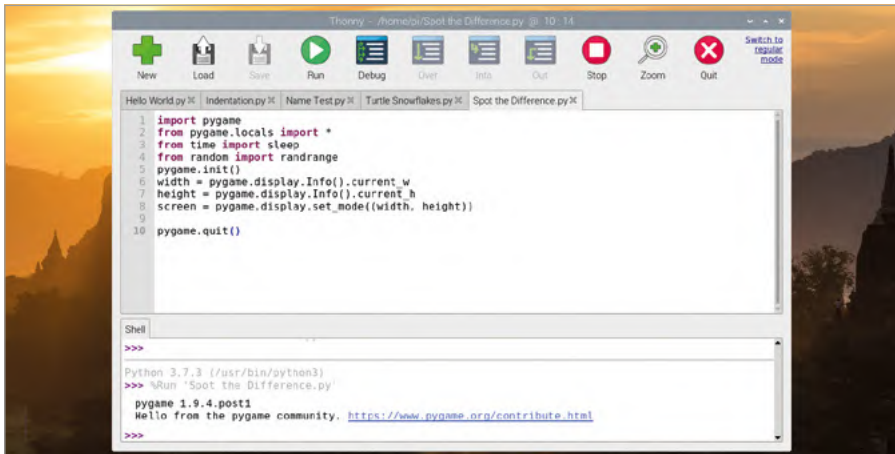 Thonny - /home/pi/Spot the Difference.py @ 10 : 14
Switch to
regular
mode
New Load Save Run Debug Over Into Out Stop Zoom Quit
Hello World.py Indentation.py Name Test.py Turtle Snowflakes.py Spot the Difference.py
1 import pygame
2 from pygame.locals import *
3 from time import sleep
4 from random import randrange
5 pygame.init()
6 width = pygame.display.Info().current_w
7 height = pygame.display.Info().current_h
8 screen = pygame.display.set_mode((width, height))
9
10 pygame.quit()
Shell
>>>
Python 3.7.3 (/usr/bin/python3)
>>> %Run 'Spot the Difference.py'
pygame 1.9.4.post1
Hello from the pygame community. https://www.pygame.org/contribute.html
>>>